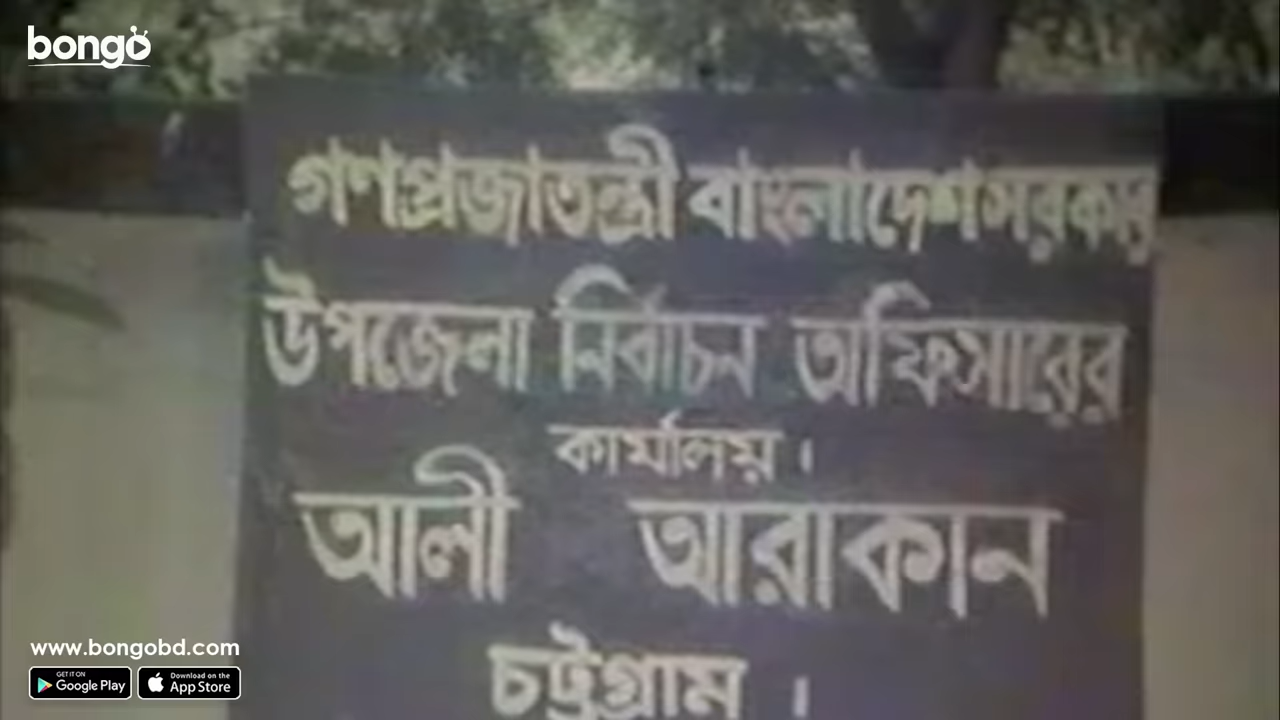 bongo
গণপ্রজাতন্ত্রী বাংলাদেশ সরকার
উপজেলা নির্বাচন অফিসারের
কার্যালয়।
আলী আরাকান
চট্টগ্রাম।
www.bongobd.com
GET IT ON Google Play
Download on the App Store